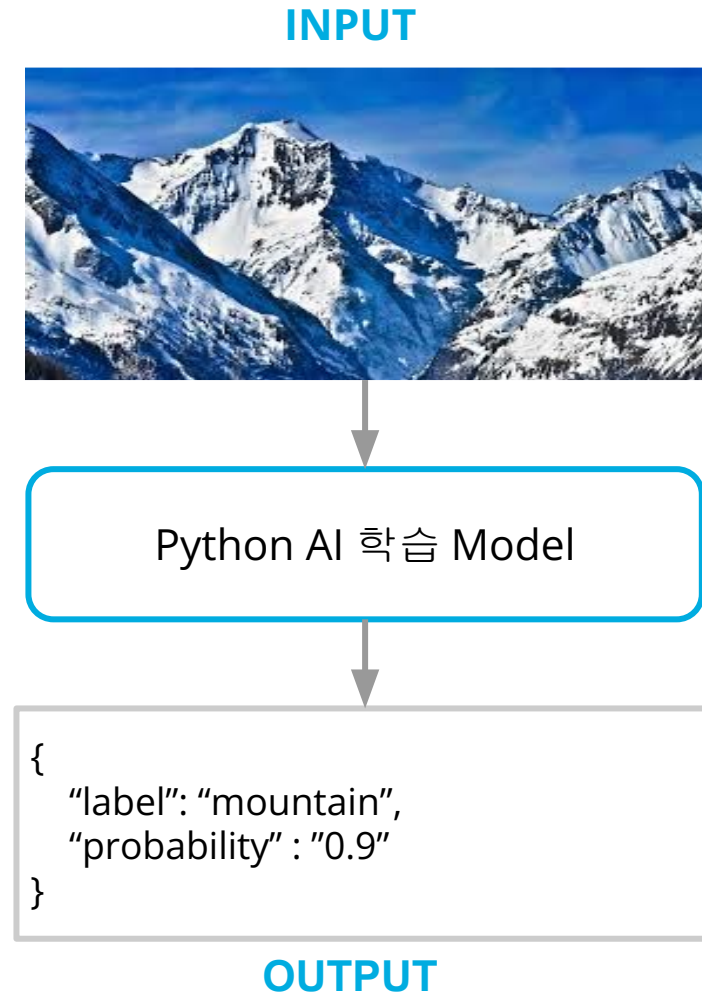 INPUT
Python AI 학습 Model
{
“label”: “mountain”,
“probability” : ”0.9”
}
OUTPUT